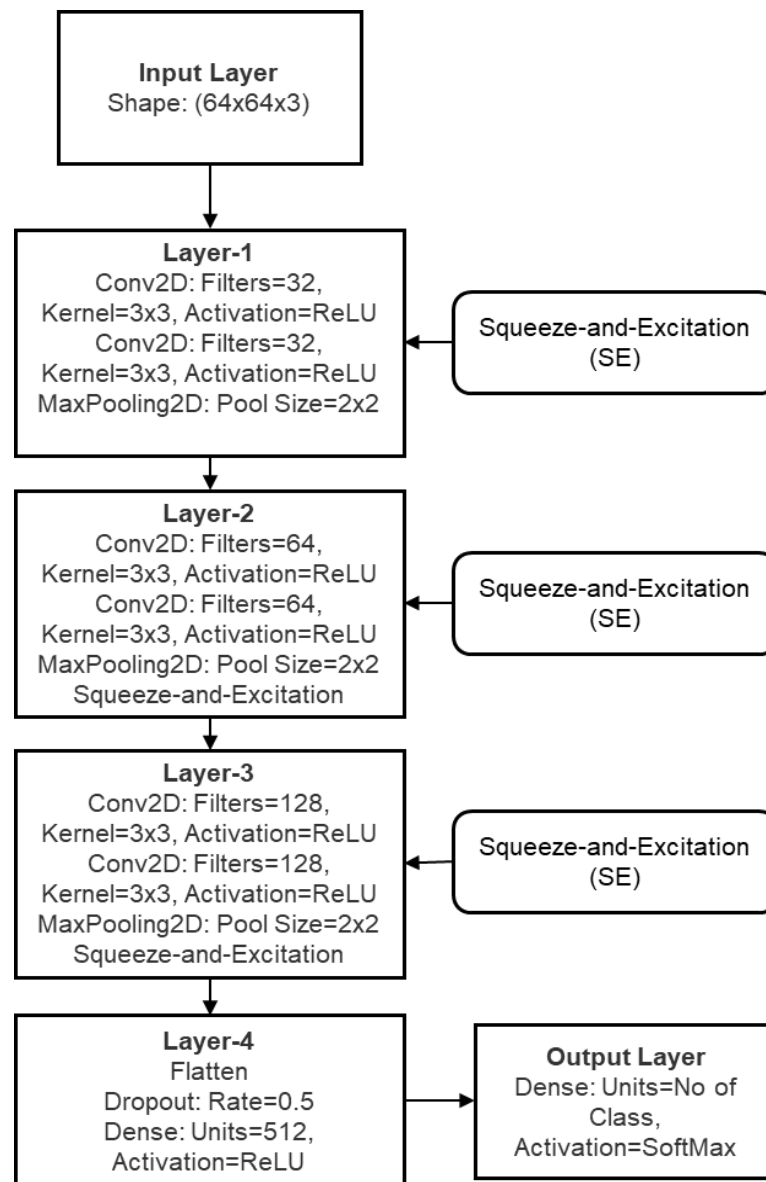 Input Layer
Shape: (64x64x3)
Layer-1
Conv2D: Filters=32,
Kernel=3x3, Activation=ReLU
Conv2D: Filters=32,
Kernel=3x3, Activation=ReLU
MaxPooling2D: Pool Size=2x2
Squeeze-and-Excitation
(SE)
Layer-2
Conv2D: Filters=64,
Kernel=3x3, Activation=ReLU
Conv2D: Filters=64,
Kernel=3x3, Activation=ReLU
MaxPooling2D: Pool Size=2x2
Squeeze-and-Excitation
Squeeze-and-Excitation
(SE)
Layer-3
Conv2D: Filters=128,
Kernel=3x3, Activation=ReLU
Conv2D: Filters=128,
Kernel=3x3, Activation=ReLU
MaxPooling2D: Pool Size=2x2
Squeeze-and-Excitation
Squeeze-and-Excitation
(SE)
Layer-4
Flatten
Dropout: Rate=0.5
Dense: Units=512,
Activation=ReLU
Output Layer
Dense: Units=No of
Class,
Activation=SoftMax